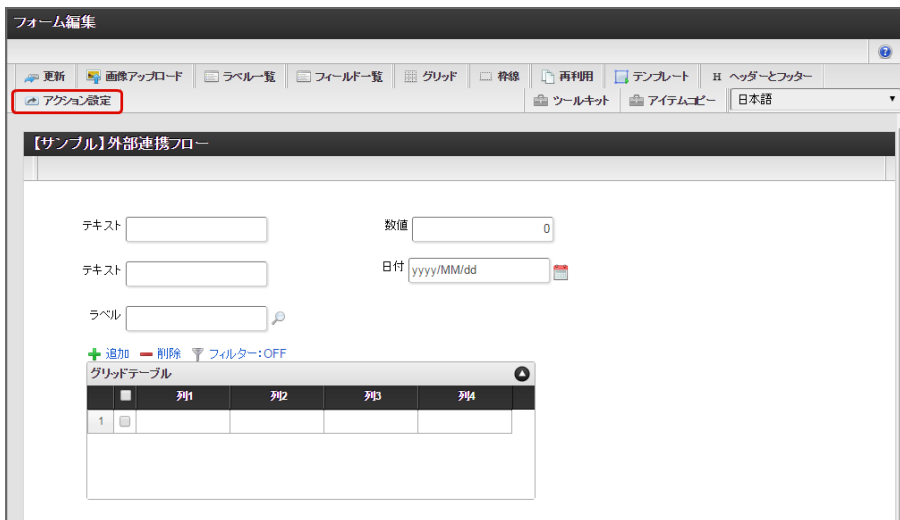 フォーム編集
更新 画像アップロード ラベル一覧 フィールド一覧 グリッド 枠線 再利用 テンプレート H ヘッダーとフッター
アクション設定 ツールキット アイテムコピー 日本語
【サンプル】外部連携フロー
テキスト 数値 0
テキスト 日付 yyyy/MM/dd
ラベル
追加 削除 フィルター:OFF
グリッドテーブル
列1 列2 列3 列4
1